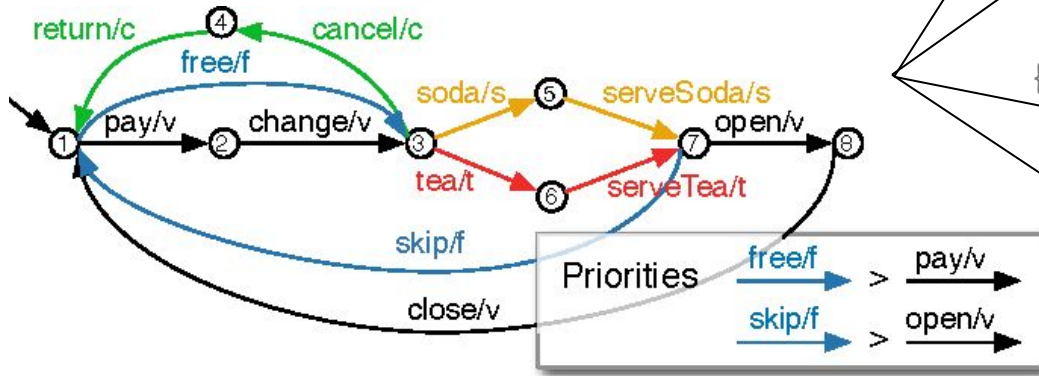 4
return/c
cancel/c
free/f
soda/s
5
serveSoda/s
{
pay/v
change/v
open/v
1
2
3
7
8
tea/t
6
serveTea/t
skip/f
close/v
Priorities
free/f > pay/v
skip/f > open/v